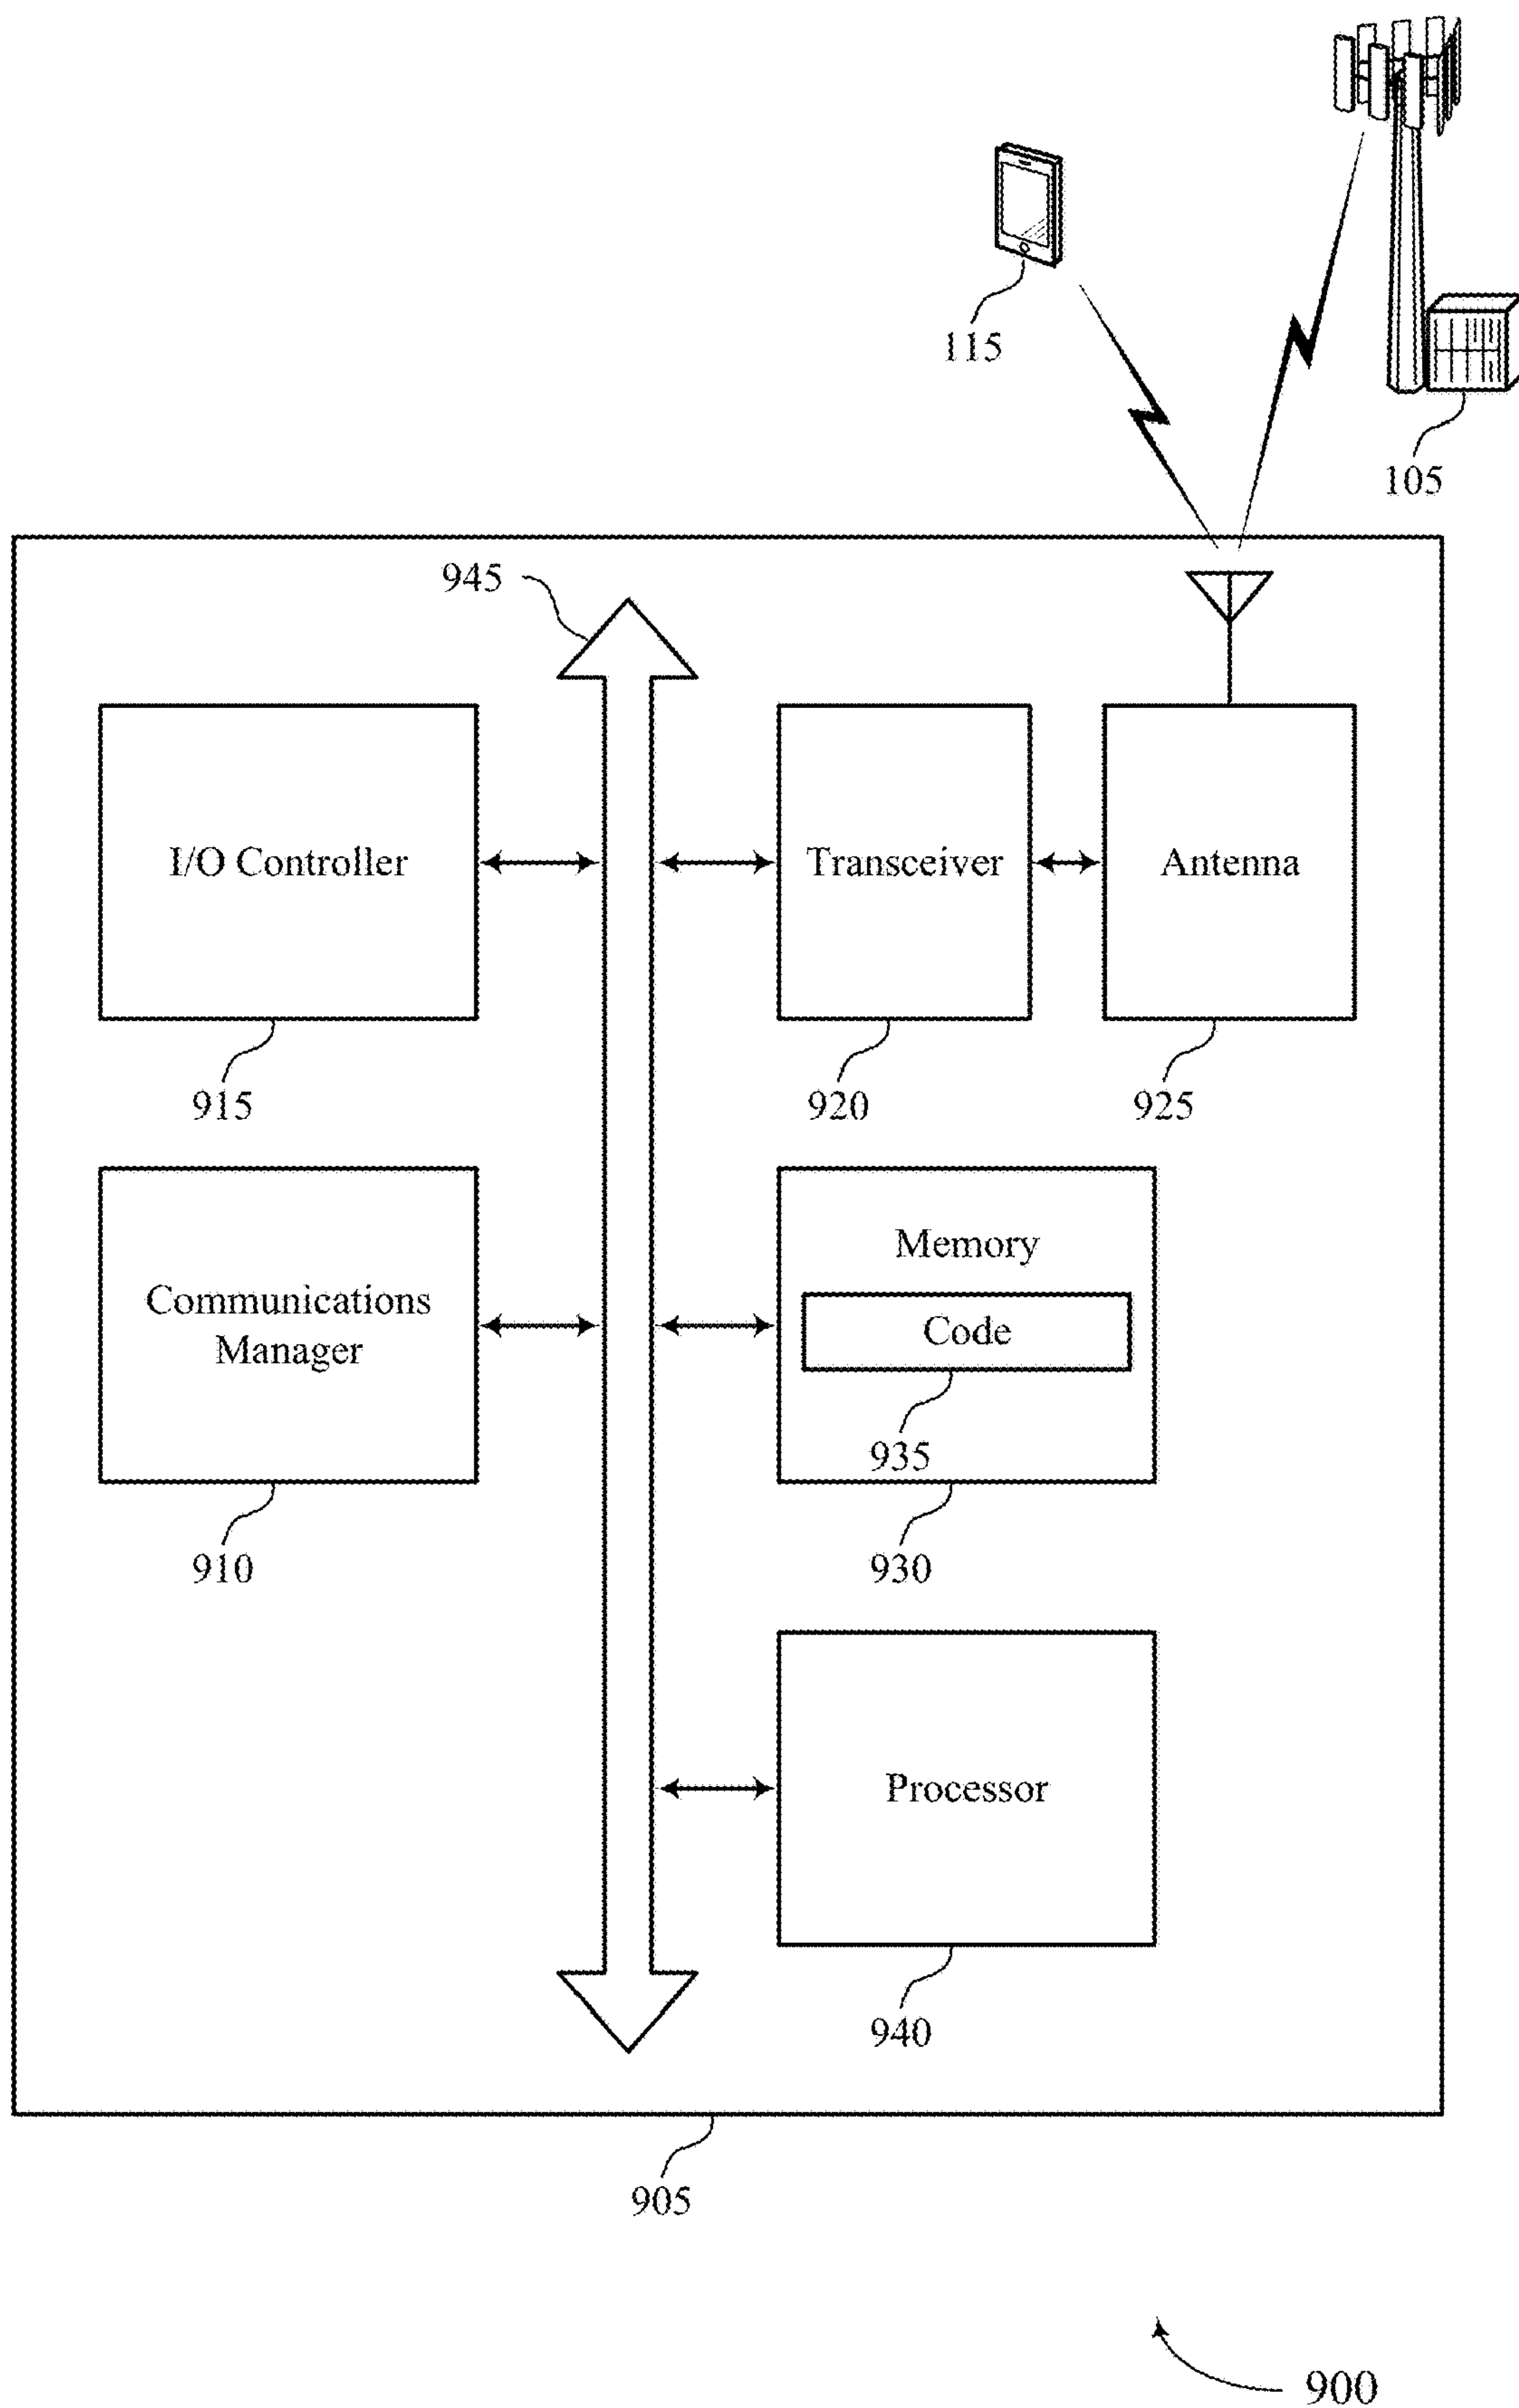 115
105
945
I/O Controller
Transceiver
Antenna
915
920
925
Communications
Manager
Memory
Code
935
910
930
Processor
940
905
900